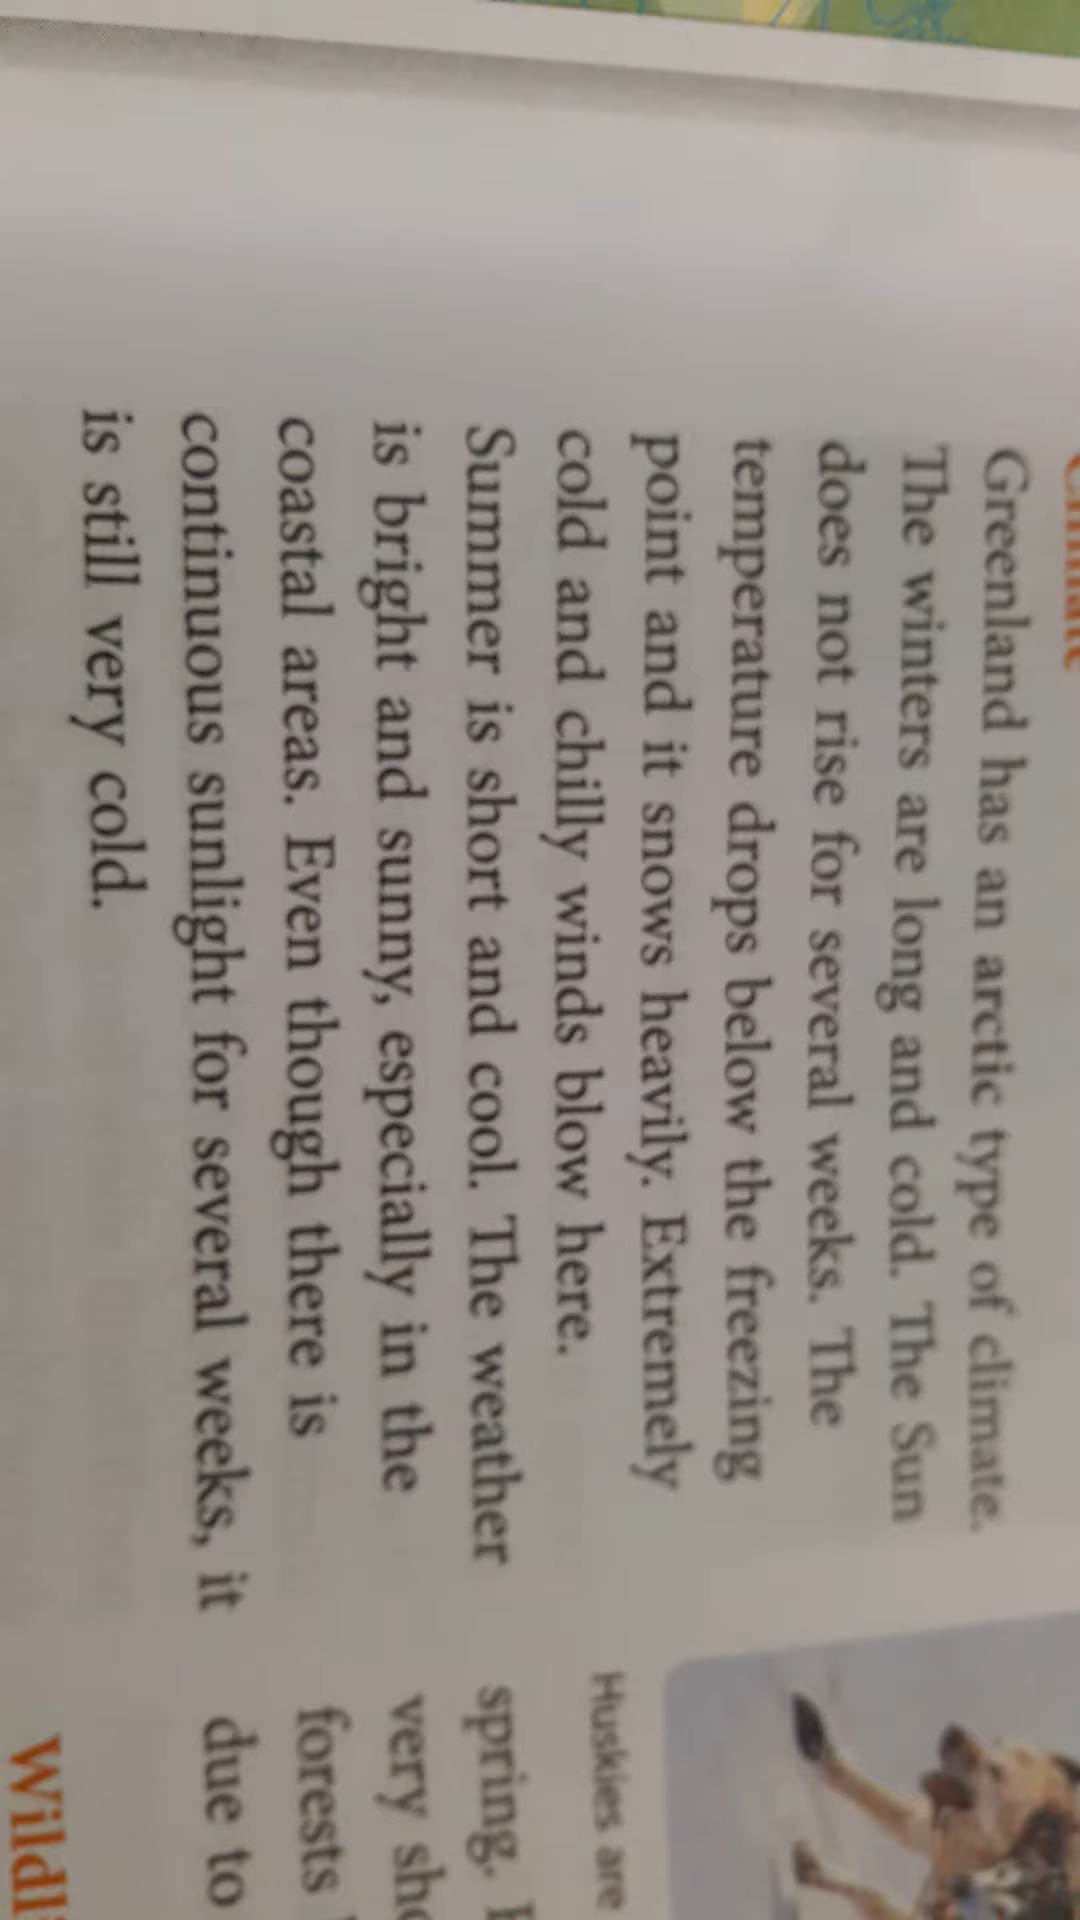 Climate
Greenland has an arctic type of climate.
The winters are long and cold. The Sun
does not rise for several weeks. The
temperature drops below the freezing
point and it snows heavily. Extremely
cold and chilly winds blow here.
Summer is short and cool. The weather
is bright and sunny, especially in the
coastal areas. Even though there is
continuous sunlight for several weeks, it
is still very cold.
Huskies are
spring.
very
forests
due to